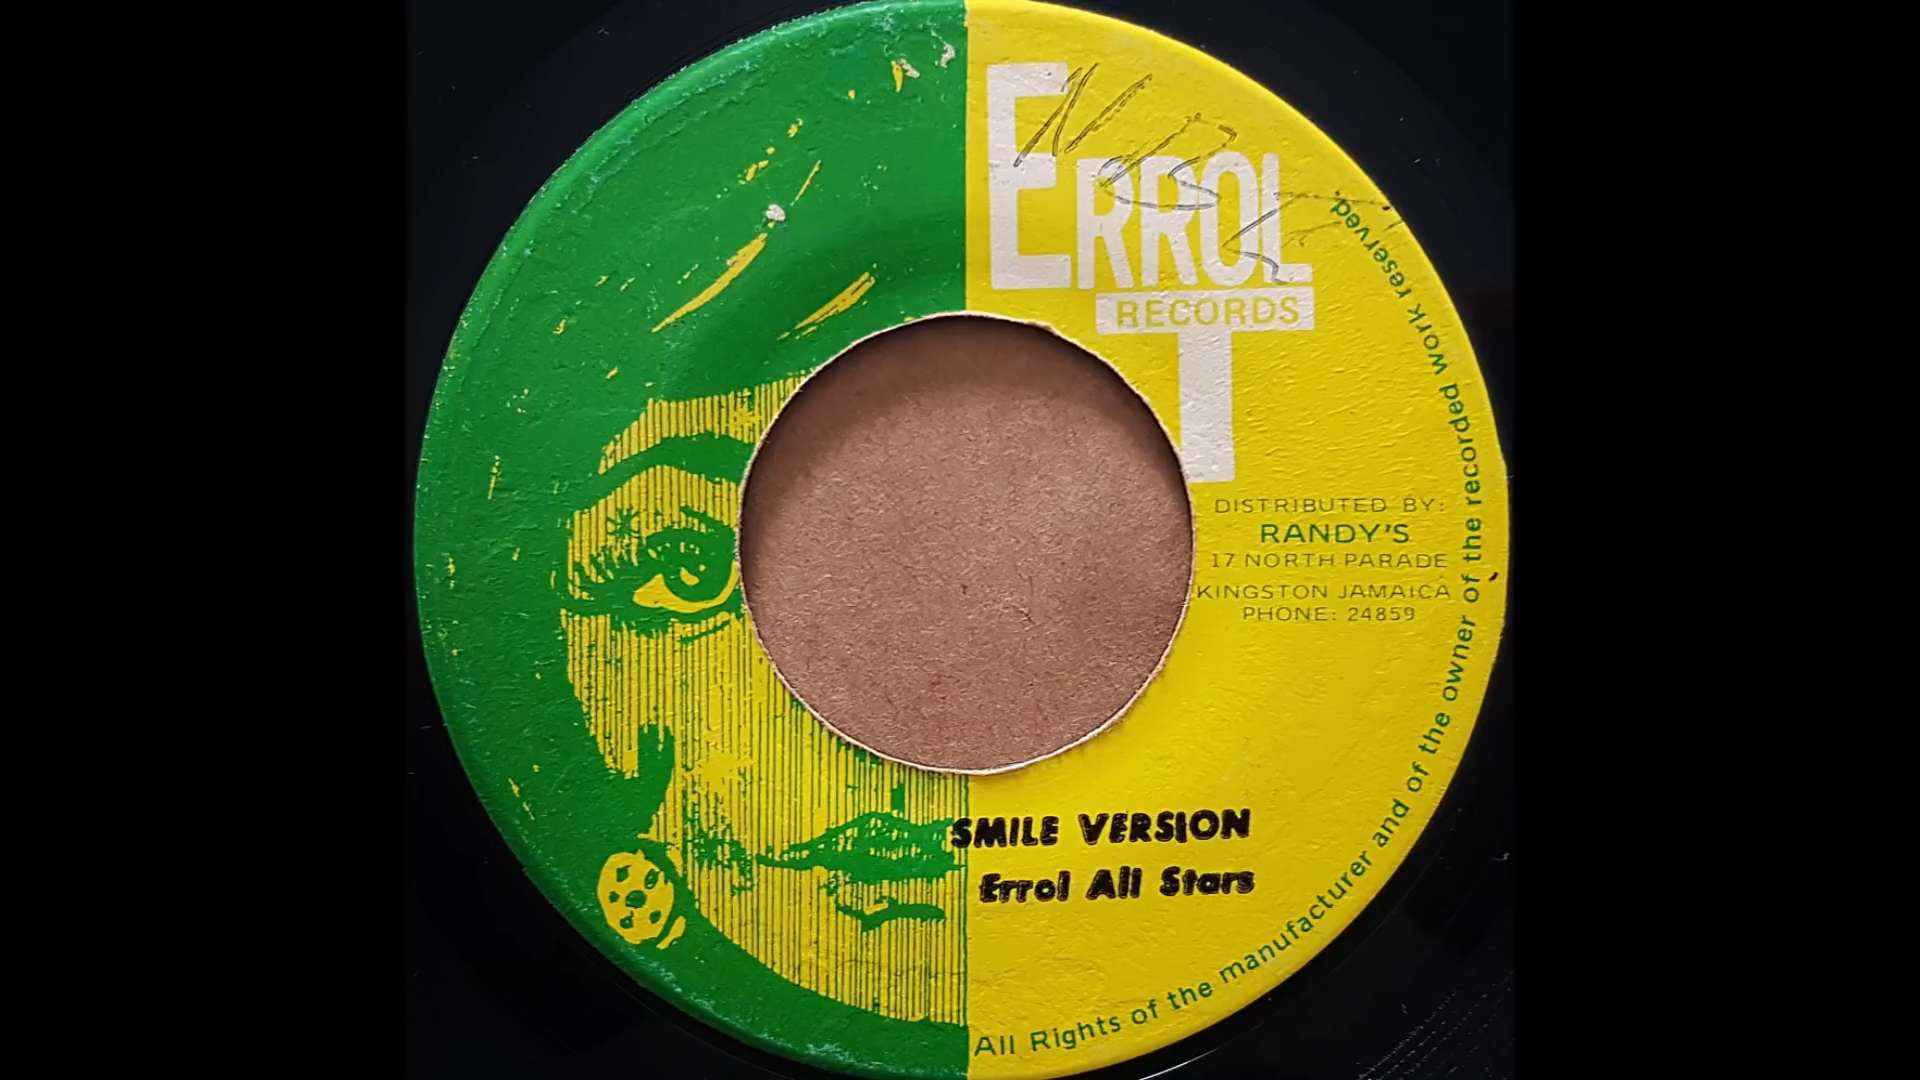 ERROL
RECORDS
T
DISTRIBUTED BY:
RANDY'S
17 NORTH PARADE
KINGSTON JAMAICA
PHONE: 24859
SMILE VERSION
Errol All Stars
All Rights of the manufacturer and of the owner of the recorded work reserved.